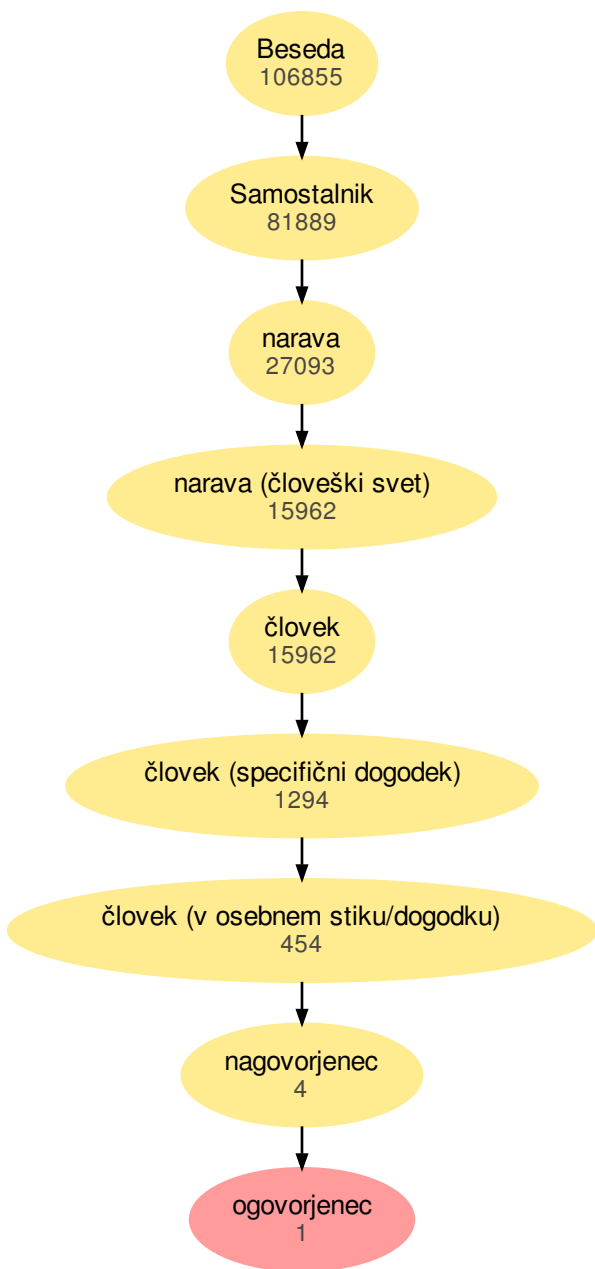 Beseda
106855
Samostalnik
81889
narava
27093
narava (človeški svet)
15962
človek
15962
človek (specifični dogodek)
1294
človek (v osebnem stiku/dogodku)
454
nagovorjenec
4
ogovorjenec
1